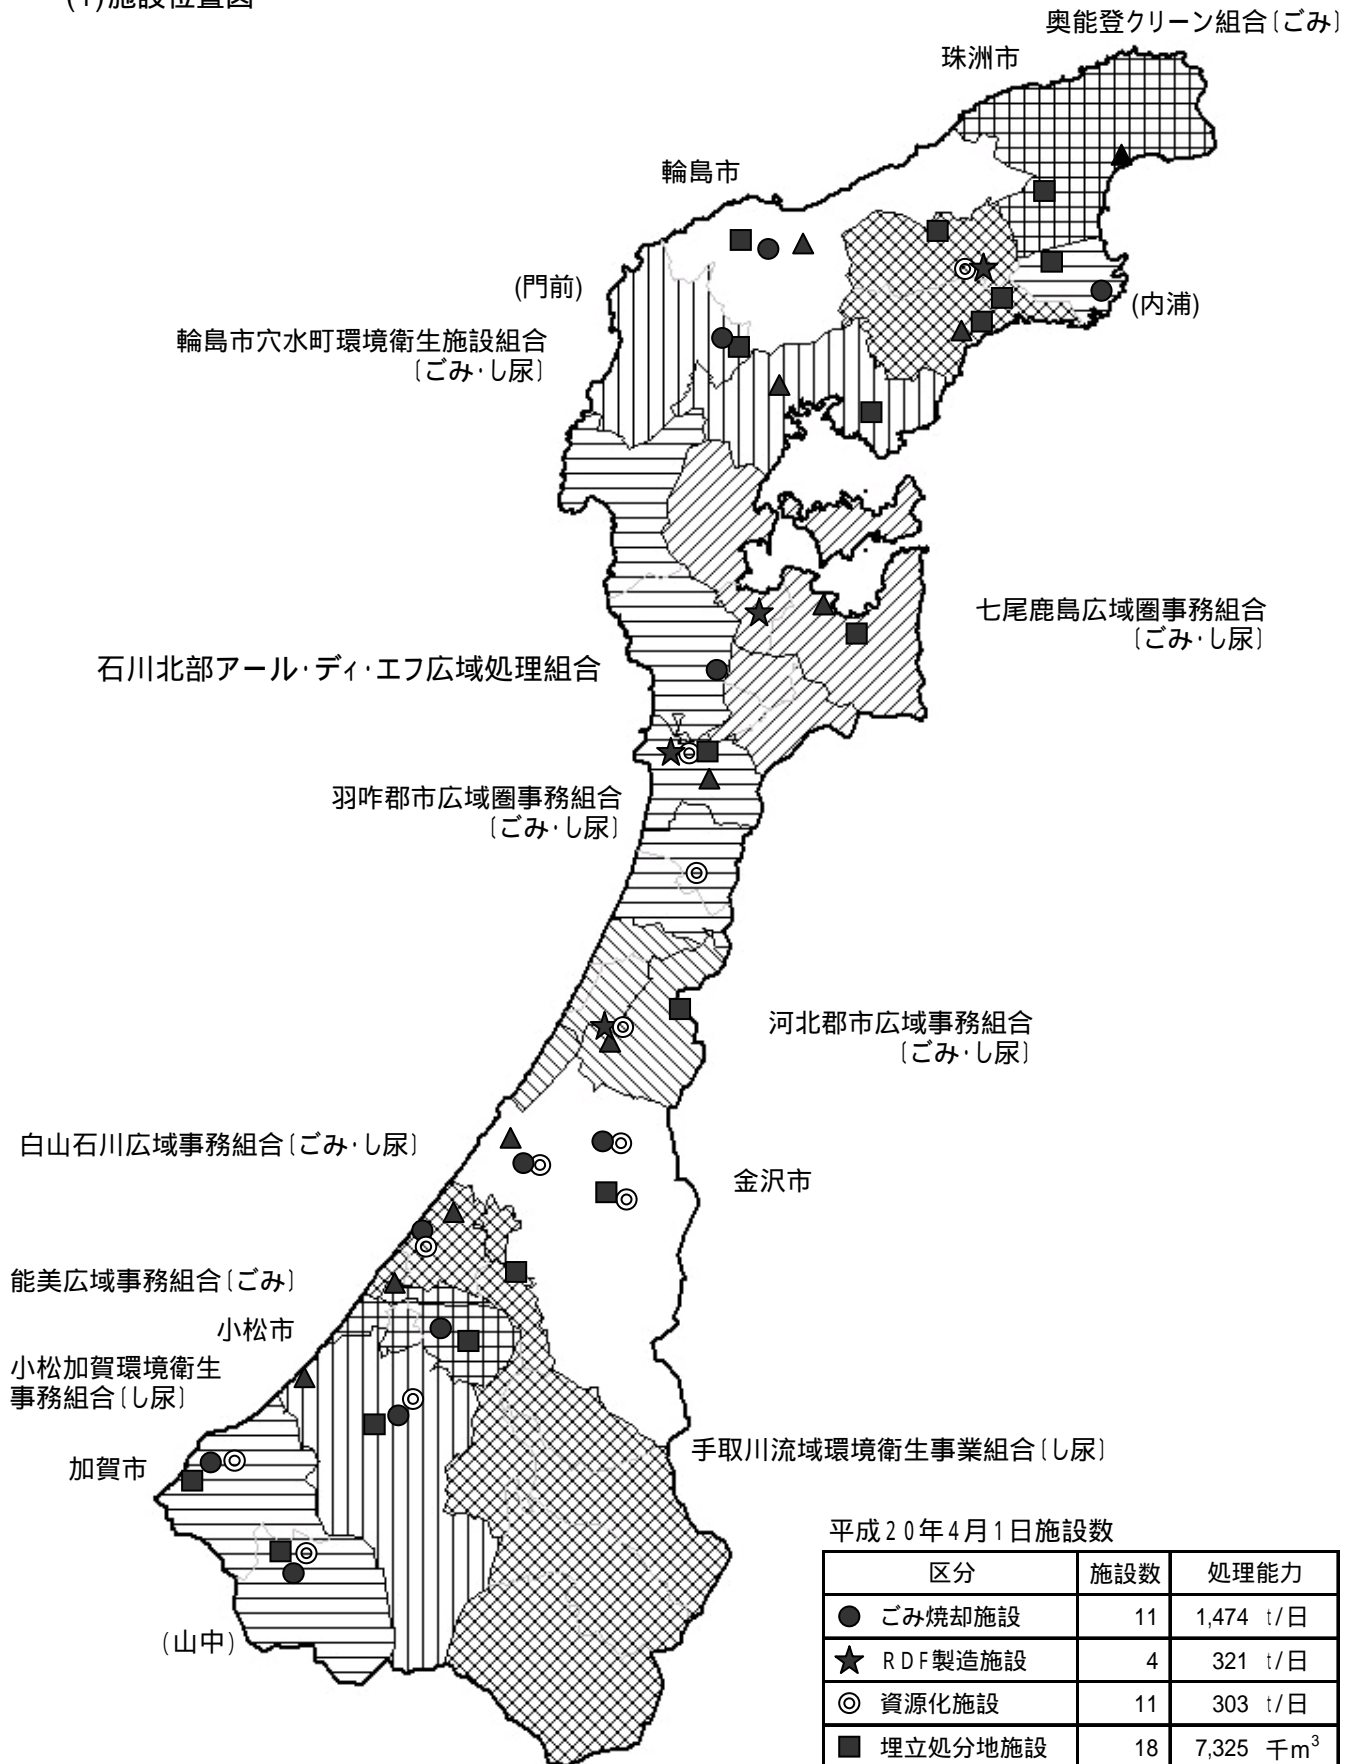 (1)施設位置図
奥能登クリーン組合〔ごみ〕
珠洲市
輪島市
(門前)
(内浦)
輪島市穴水町環境衛生施設組合
〔ごみ・し尿〕
七尾鹿島広域圏事務組合
〔ごみ・し尿〕
石川北部アール・ディ・エフ広域処理組合
羽咋郡市広域圏事務組合
〔ごみ・し尿〕
河北郡市広域事務組合
〔ごみ・し尿〕
白山石川広域事務組合〔ごみ・し尿〕
金沢市
能美広域事務組合〔ごみ〕
小松市
小松加賀環境衛生
事務組合〔し尿〕
加賀市
手取川流域環境衛生事業組合〔し尿〕
(山中)
平成20年4月1日施設数
区分 施設数 処理能力
● ごみ焼却施設 11 1,474 t/日
★ RDF製造施設 4 321 t/日
◎ 資源化施設 11 303 t/日
■ 埋立処分地施設 18 7,325 千m³